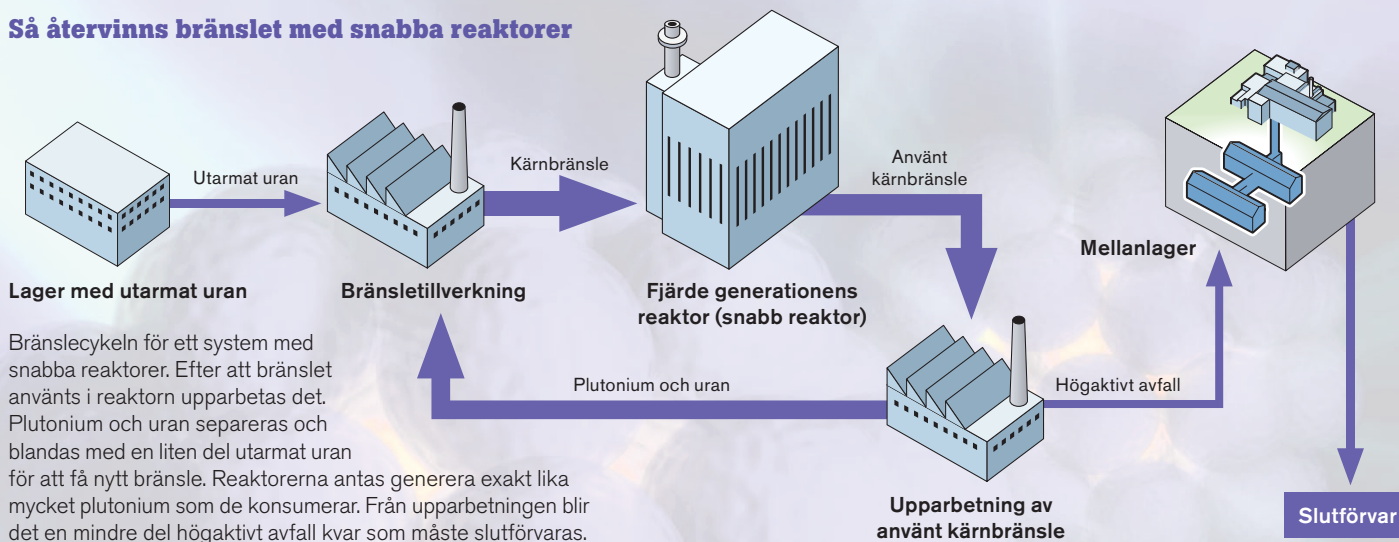 Så återvinns bränslet med snabba reaktorer
Utarmat uran
Kärnbränsle
Använt
kärnbränsle
Lager med utarmat uran
Bränsletillverkning
Fjärde generationens
reaktor (snabb reaktor)
Mellanlager
Bränslecykeln för ett system med
snabba reaktorer. Efter att bränslet
använts i reaktorn upparbetas det.
Plutonium och uran separeras och
blandas med en liten del utarmat uran
för att få nytt bränsle. Reaktorerna antas generera exakt lika
mycket plutonium som de konsumerar. Från upparbetningen blir
det en mindre del högaktivt avfall kvar som måste slutförvaras.
Plutonium och uran
Högaktivt avfall
Upparbetning av
använt kärnbränsle
Slutförvar